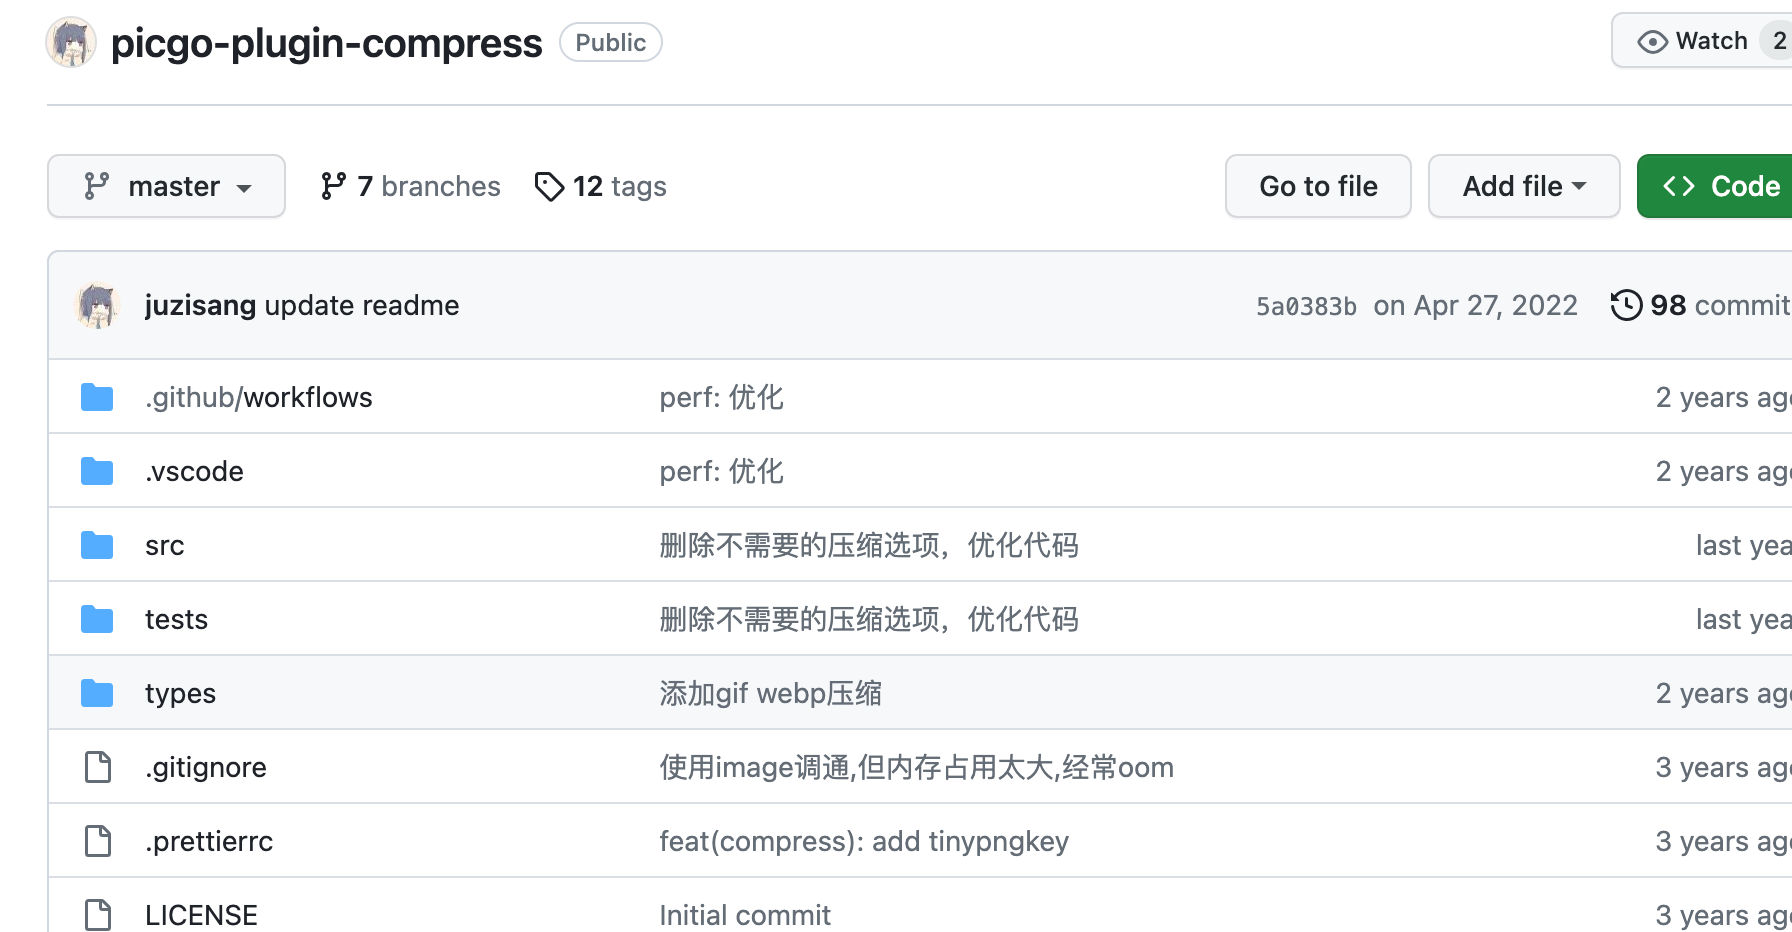 picgo-plugin-compress Public Watch 2
master 7 branches 12 tags Go to file Add file Code
juzisang update readme 5a0383b on Apr 27, 2022 98 commit
.github/workflows perf: 优化 2 years ago
.vscode perf: 优化 2 years ago
src 删除不需要的压缩选项，优化代码 last yea
tests 删除不需要的压缩选项，优化代码 last yea
types 添加gif webp压缩 2 years ago
.gitignore 使用image调通,但内存占用太大,经常oom 3 years ago
.prettierrc feat(compress): add tinypngkey 3 years ago
LICENSE Initial commit 3 years ago